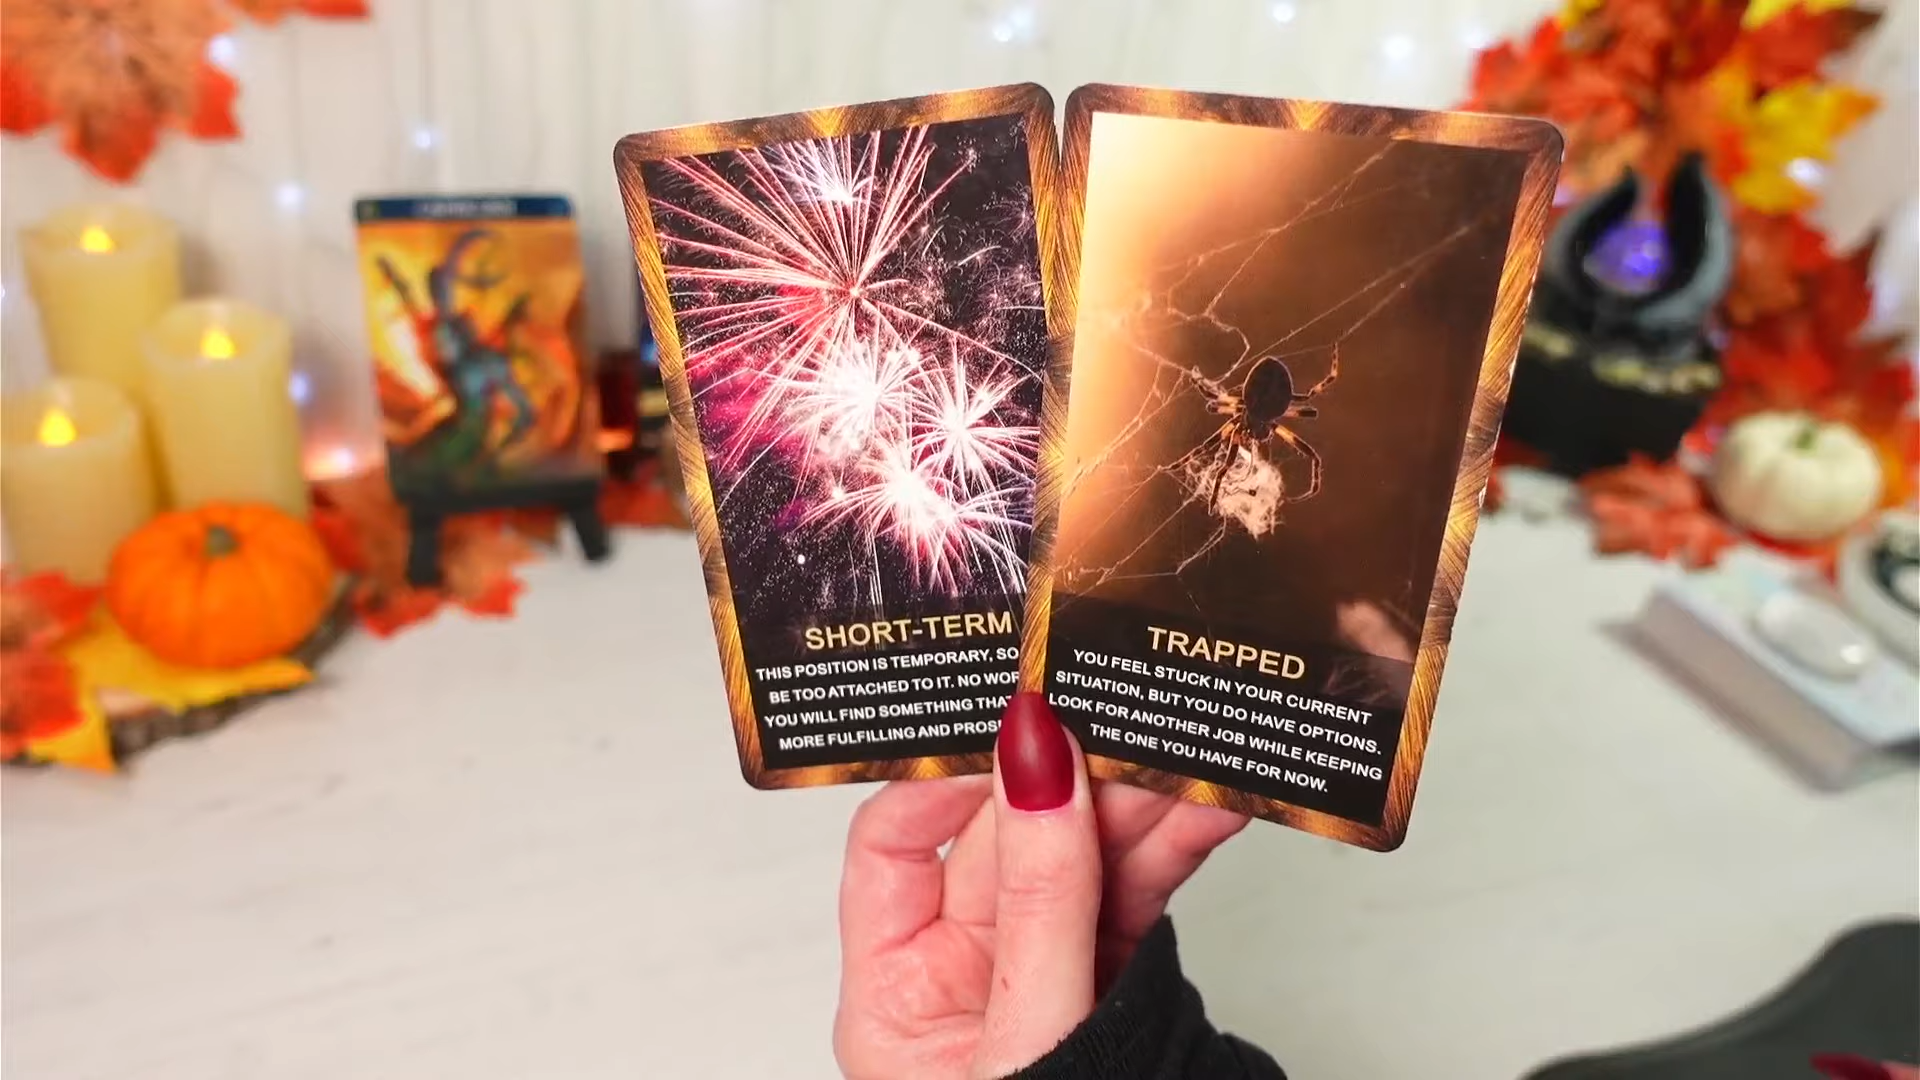 SHORT-TERM
THIS POSITION IS TEMPORARY, SO
BE TOO ATTACHED TO IT. NO
YOU WILL FIND SOMETHING
MORE FULFILLING AND
TRAPPED
YOU FEEL STUCK IN YOUR CURRENT
SITUATION, BUT YOU DO HAVE OPTIONS.
LOOK FOR ANOTHER JOB WHILE KEEPING
THE ONE YOU HAVE FOR NOW.